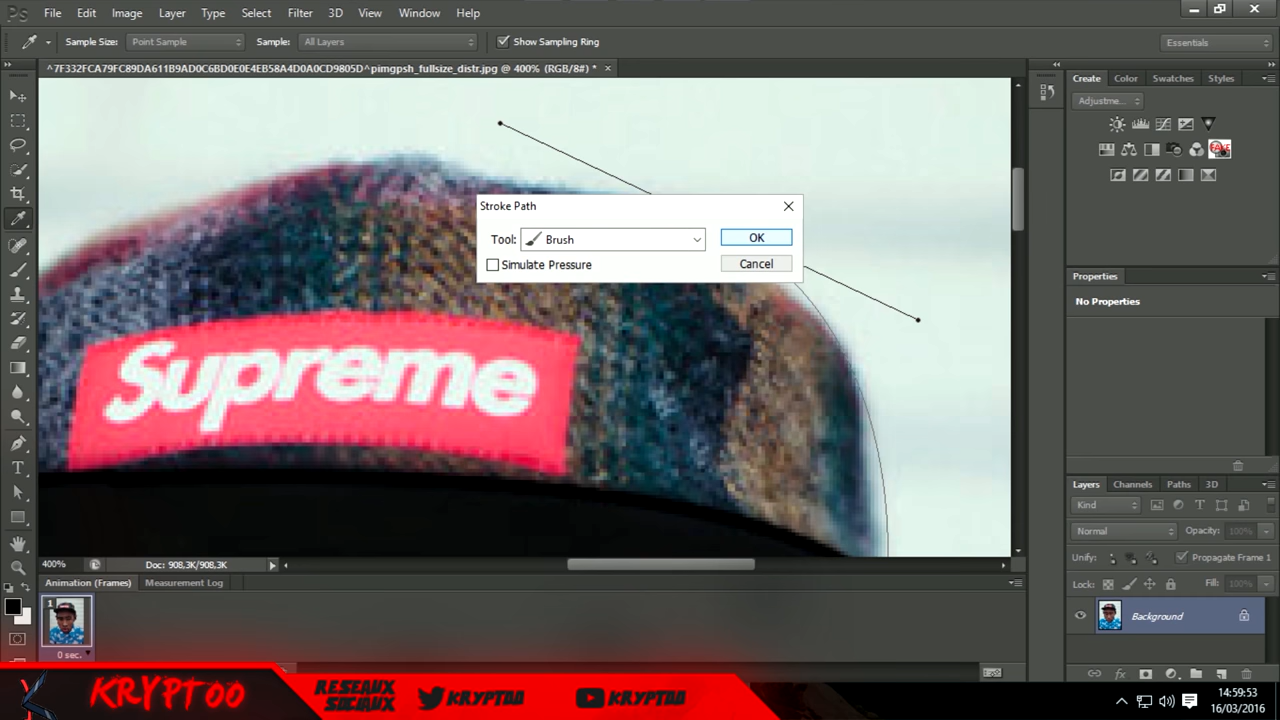 Ps File Edit Image Layer Type Select Filter 3D View Window Help
Sample Size: Point Sample Sample: All Layers Show Sampling Ring Essentials
^7F332FCA79FC89DA611B9AD0C6BD0E0E4EB58A4D0A0CD9805D^pimgpsh_fullsize_distr.jpg @ 400% (RGB/8#) *
Create Color Swatches Styles
Adjustme...
FAKE
Stroke Path
Tool: Brush OK
Simulate Pressure Cancel
Properties
No Properties
Supreme
Layers Channels Paths 3D
Kind
Normal Opacity: 100%
Unify: Propagate Frame 1
Lock: Fill: 100%
Background
400% Doc: 908,3K/908,3K
Animation (Frames) Measurement Log
1
0 sec.
KRYPTOO RESEAUX SOCIAUX KRYPTOO KRYPTOO
14:59:53
16/03/2016